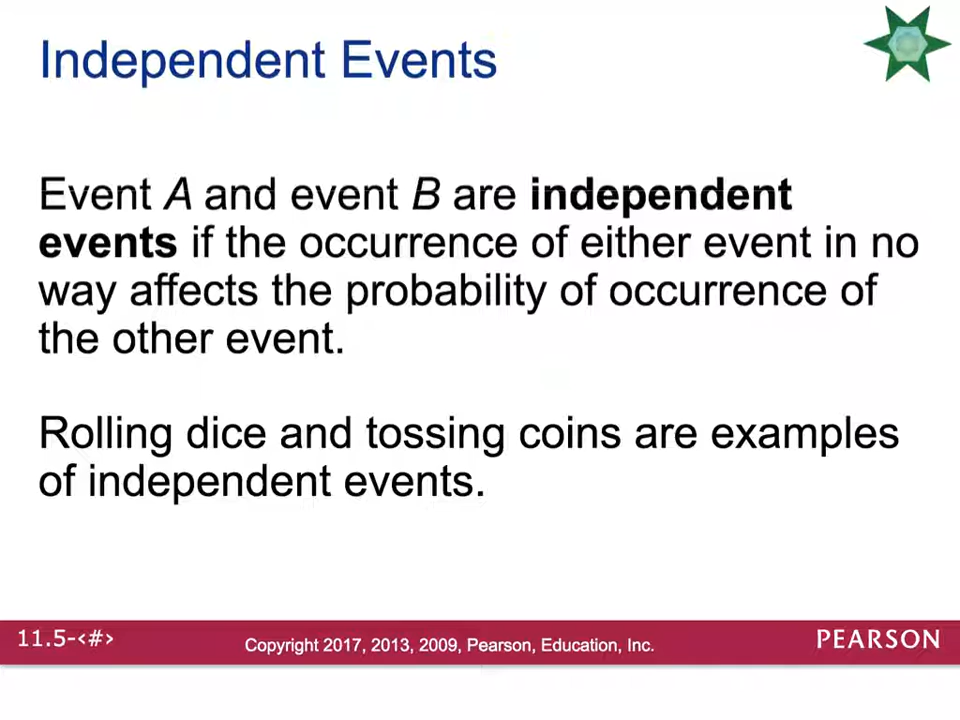 Independent Events
Event A and event B are independent
events if the occurrence of either event in no
way affects the probability of occurrence of
the other event.
Rolling dice and tossing coins are examples
of independent events.
11.5-<#>
Copyright 2017, 2013, 2009, Pearson, Education, Inc.
PEARSON